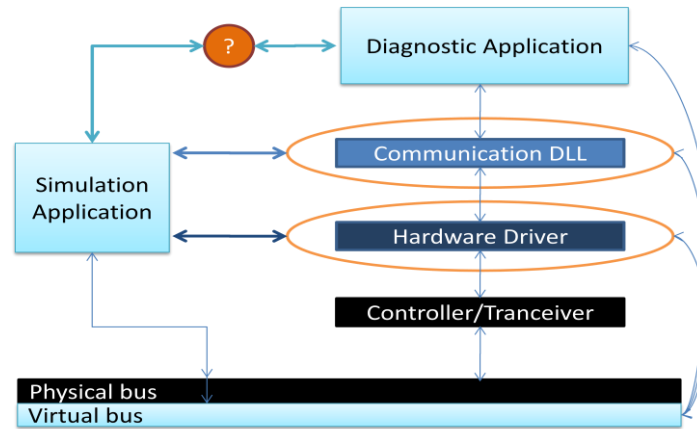 ?
Diagnostic Application
Communication DLL
Simulation
Application
Hardware Driver
Controller/Tranceiver
Physical bus
Virtual bus